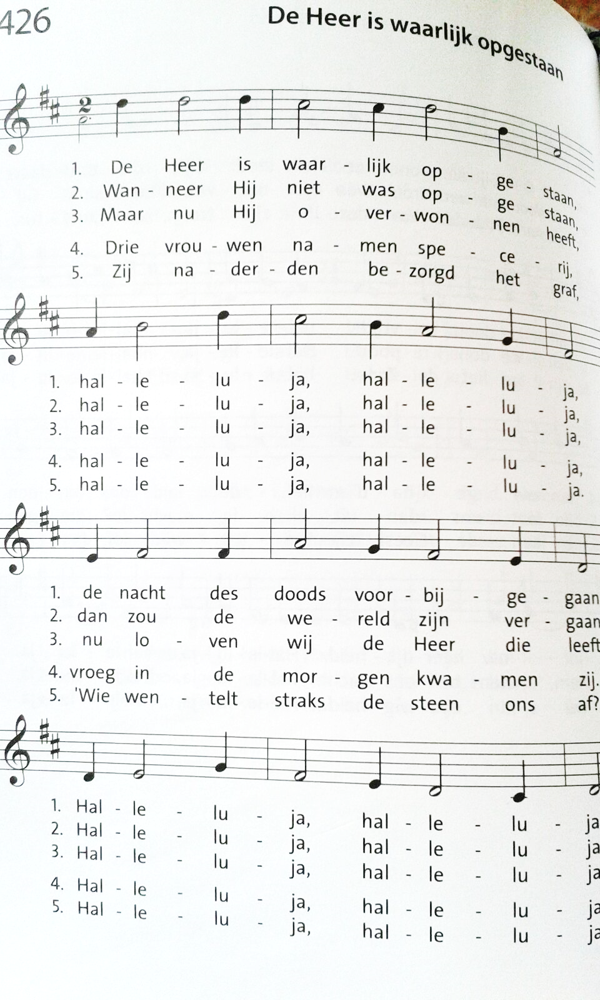 426
De Heer is waarlijk opgestaan
2
1. De Heer is waar - lijk op - ge - staan,
2. Wan - neer Hij niet was op - ge - staan,
3. Maar nu Hij o - ver - won - nen heeft,
4. Drie vrou - wen na - men spe - ce - rij,
5. Zij na - der - den be - zorgd het graf,
1. hal - le - lu - ja, hal - le - lu - ja,
2. hal - le - lu - ja, hal - le - lu - ja,
3. hal - le - lu - ja, hal - le - lu - ja,
4. hal - le - lu - ja, hal - le - lu - ja,
5. hal - le - lu - ja, hal - le - lu - ja.
1. de nacht des doods voor - bij - ge - gaan
2. dan zou de we - reld zijn ver - gaan
3. nu lo - ven wij de Heer die leeft
4. vroeg in de mor - gen kwa - men zij.
5. 'Wie wen - telt straks de steen ons af?
1. Hal - le - lu - ja, hal - le - lu - ja
2. Hal - le - lu - ja, hal - le - lu - ja
3. Hal - le - lu - ja, hal - le - lu - ja
4. Hal - le - lu - ja, hal - le - lu - ja
5. Hal - le - lu - ja, hal - le - lu - ja